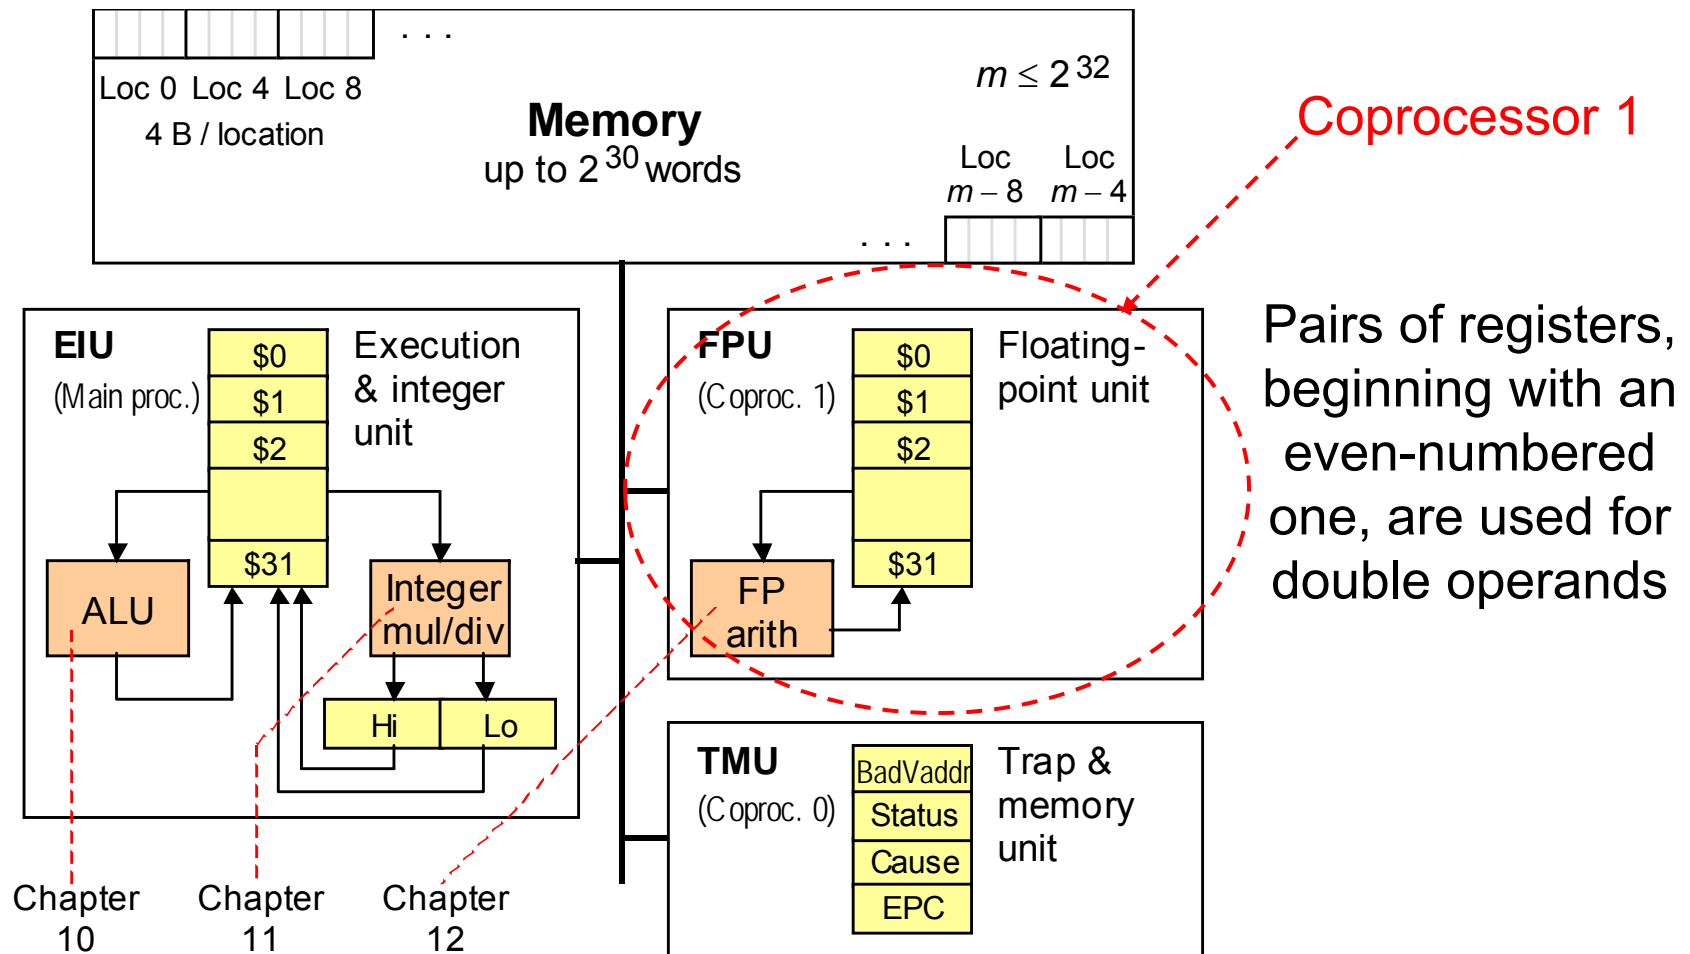 . . .
Loc 0 Loc 4 Loc 8
4 B / location
Memory
up to 2 30 words
m ≤ 2 32
Loc
m – 8
Loc
m – 4
. . .
Coprocessor 1
EIU
(Main proc.)
$0
$1
$2
$31
Execution
& integer
unit
ALU
Integer
mul/div
Hi
Lo
FPU
(Coproc. 1)
$0
$1
$2
$31
Floating-
point unit
FP
arith
Pairs of registers,
beginning with an
even-numbered
one, are used for
double operands
TMU
(Coproc. 0)
BadVaddr
Status
Cause
EPC
Trap &
memory
unit
Chapter
10
Chapter
11
Chapter
12